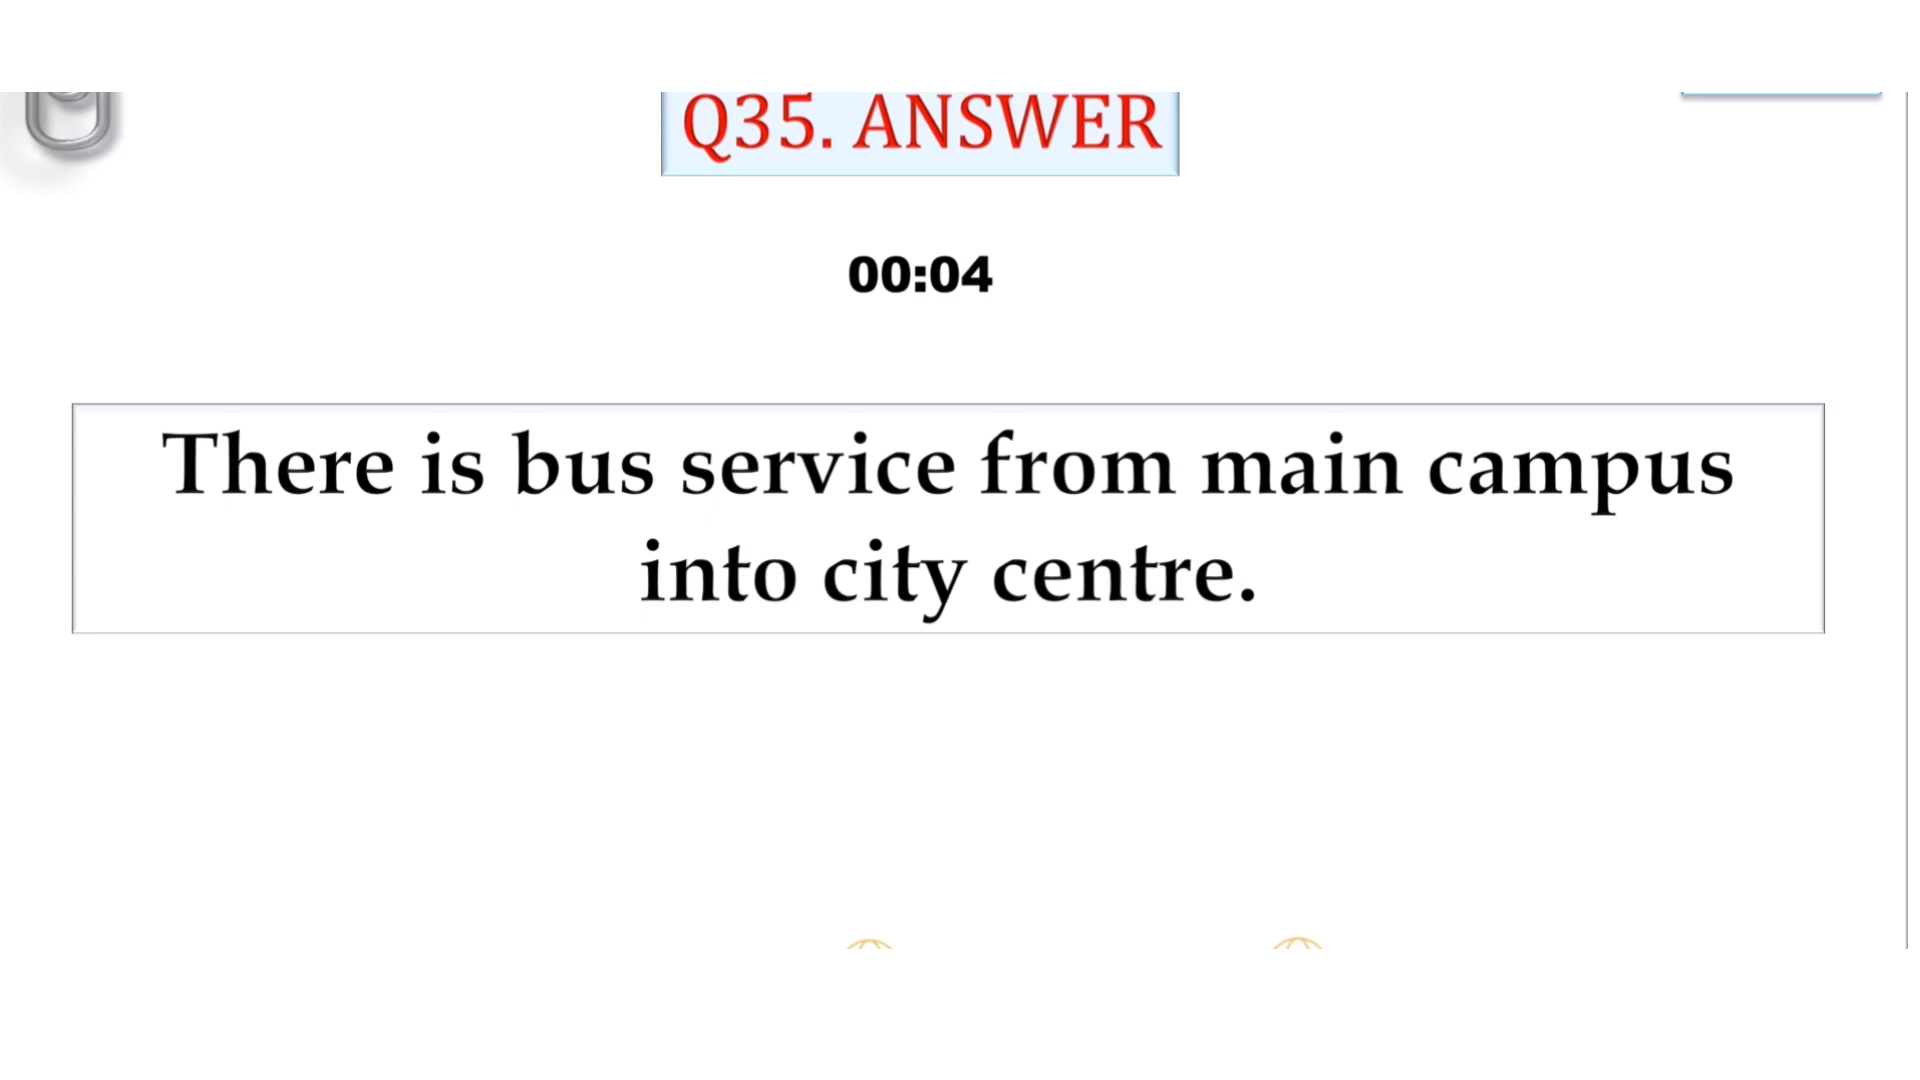 Q35. ANSWER
00:04
There is bus service from main campus
into city centre.